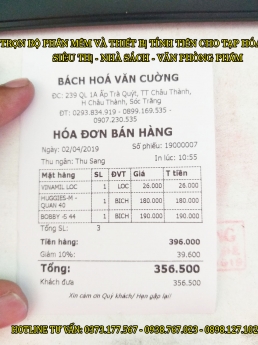 TRỌN BỘ PHẦN MỀM VÀ THIẾT BỊ TÍNH TIỀN CHO TẠP HÓA
SIÊU THỊ - NHÀ SÁCH - VĂN PHÒNG PHẨM
BÁCH HOÁ VĂN CƯỜNG
ĐC: 239 QL 1A Ấp Trà Quýt, TT Châu Thành,
H Châu Thành, Sóc Trăng
ĐT: 0293.834.919 - 0899.169.535 -
0907.230.535
HÓA ĐƠN BÁN HÀNG
Ngày: 02/04/2019 Số phiếu: 19000007
Thu ngân: Thu Sang In lúc: 10:55
Mặt hàng SL ĐVT Giá T tiền
VINAMIL LOC 1 LOC 26.000 26.000
HUGGIES-M - QUAN 40 1 BICH 180.000 180.000
BOBBY -S 44 1 BICH 190.000 190.000
Tổng SL: 3
Tiền hàng: 396.000
Giảm 10%: 39.600
Tổng: 356.500
Khách đưa 356.500
Xin cám ơn Quý khách/ Hẹn gặp lại!
HOTLINE TƯ VẤN: 0373.177.567 - 0938.767.023 - 0898.127.102